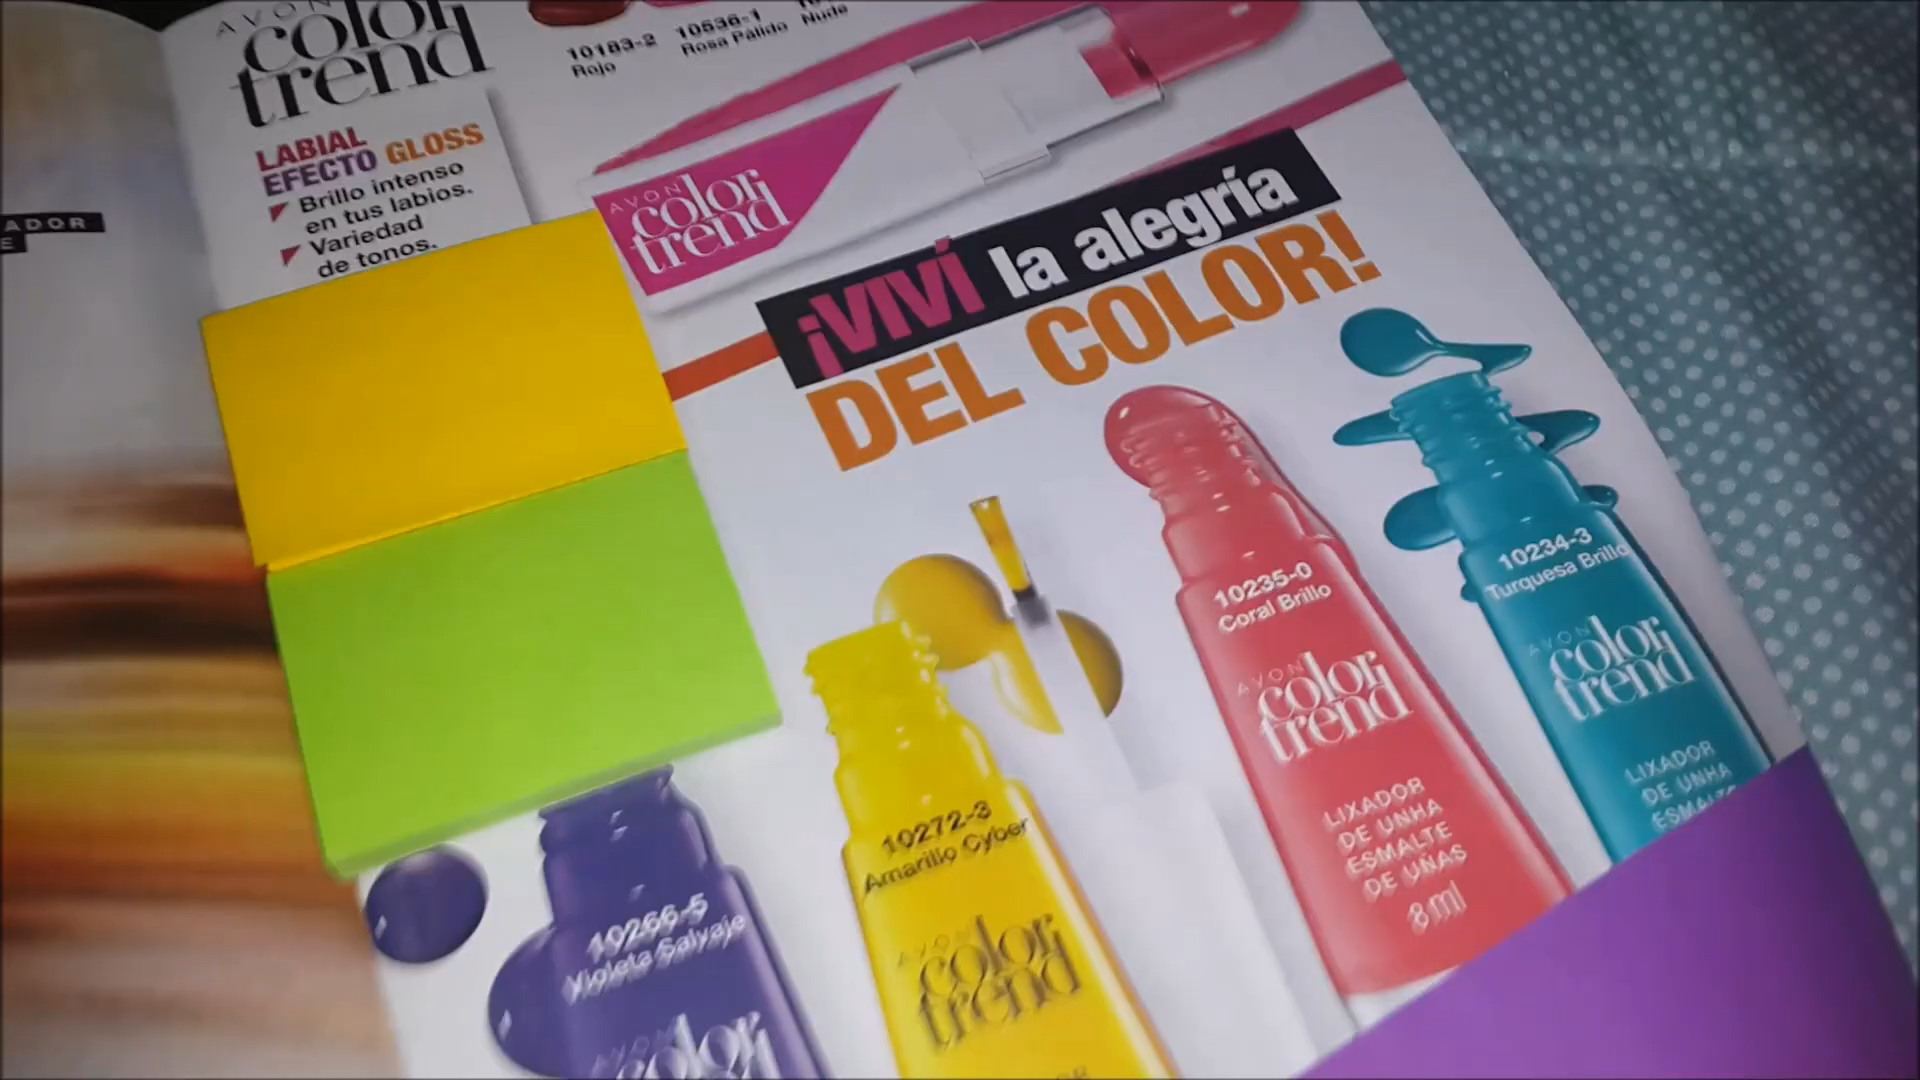 AVON
color
trend
LABIAL
EFECTO GLOSS
Brillo intenso
en tus labios.
Variedad
de tonos.
ADOR
E
10183-2
Rojo
10536-1
Rosa Pálido
Nude
AVON
color
trend
¡VIVÍ la alegría
DEL COLOR!
10266-5
Violeta Salvaje
AVON
color
10272-3
Amarillo Cyber
AVON
color
trend
10235-0
Coral Brillo
AVON
color
trend
LIXADOR
DE UNHA
ESMALTE
DE UÑAS
8 ml
10234-3
Turquesa Brillo
AVON
color
trend
LIXADOR
DE UNHA
ESMALTE